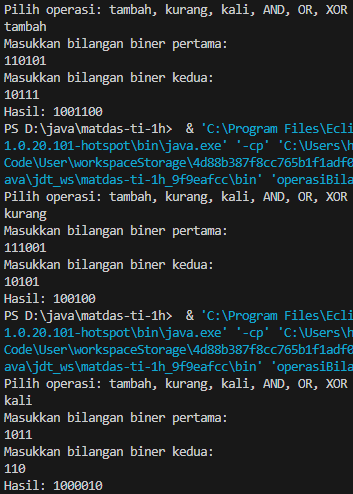 Pilih operasi: tambah, kurang, kali, AND, OR, XOR
tambah
Masukkan bilangan biner pertama:
110101
Masukkan bilangan biner kedua:
10111
Hasil: 1001100
PS D:\java\matdas-ti-1h>  & 'C:\Program Files\Ecli
1.0.20.101-hotspot\bin\java.exe' '-cp' 'C:\Users\h
Code\User\workspaceStorage\4d88b387f8cc765b1f1adf0
ava\jdt_ws\matdas-ti-1h_9f9eafcc\bin' 'operasiBila
Pilih operasi: tambah, kurang, kali, AND, OR, XOR
kurang
Masukkan bilangan biner pertama:
111001
Masukkan bilangan biner kedua:
10101
Hasil: 100100
PS D:\java\matdas-ti-1h>  & 'C:\Program Files\Ecli
1.0.20.101-hotspot\bin\java.exe' '-cp' 'C:\Users\h
Code\User\workspaceStorage\4d88b387f8cc765b1f1adf0
ava\jdt_ws\matdas-ti-1h_9f9eafcc\bin' 'operasiBila
Pilih operasi: tambah, kurang, kali, AND, OR, XOR
kali
Masukkan bilangan biner pertama:
1011
Masukkan bilangan biner kedua:
110
Hasil: 1000010